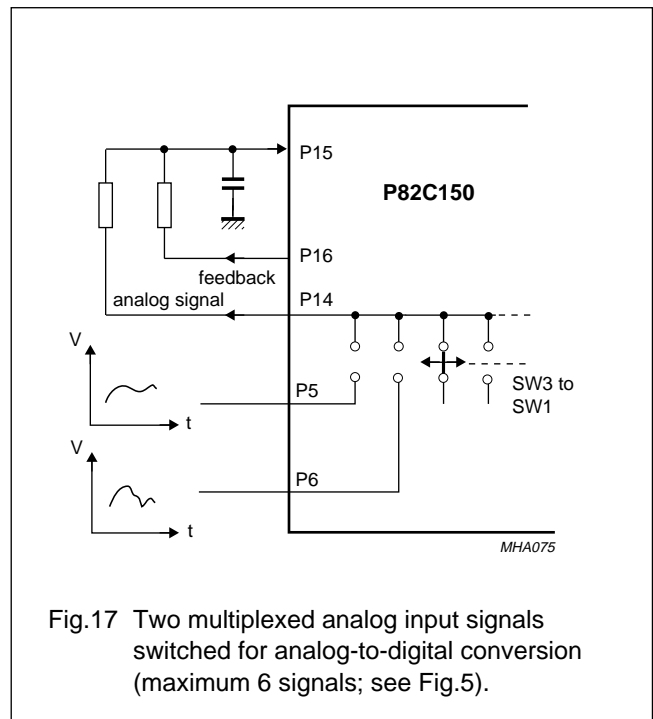 P15
P82C150
P16
feedback
analog signal
P14
V
t
P5
SW3 to
SW1
V
t
P6
MHA075
Fig.17 Two multiplexed analog input signals
switched for analog-to-digital conversion
(maximum 6 signals; see Fig.5).